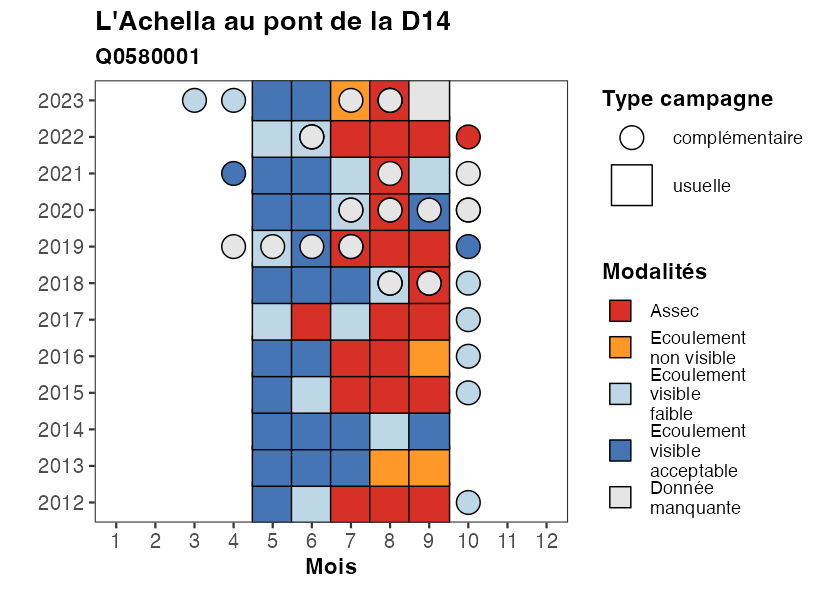 L'Achella au pont de la D14
Q0580001
2023
2022
2021
2020
2019
2018
2017
2016
2015
2014
2013
2012
1 2 3 4 5 6 7 8 9 10 11 12
Mois
Type campagne
complémentaire
usuelle
Modalités
Assec
Ecoulement
non visible
Ecoulement
visible
faible
Ecoulement
visible
acceptable
Donnée
manquante